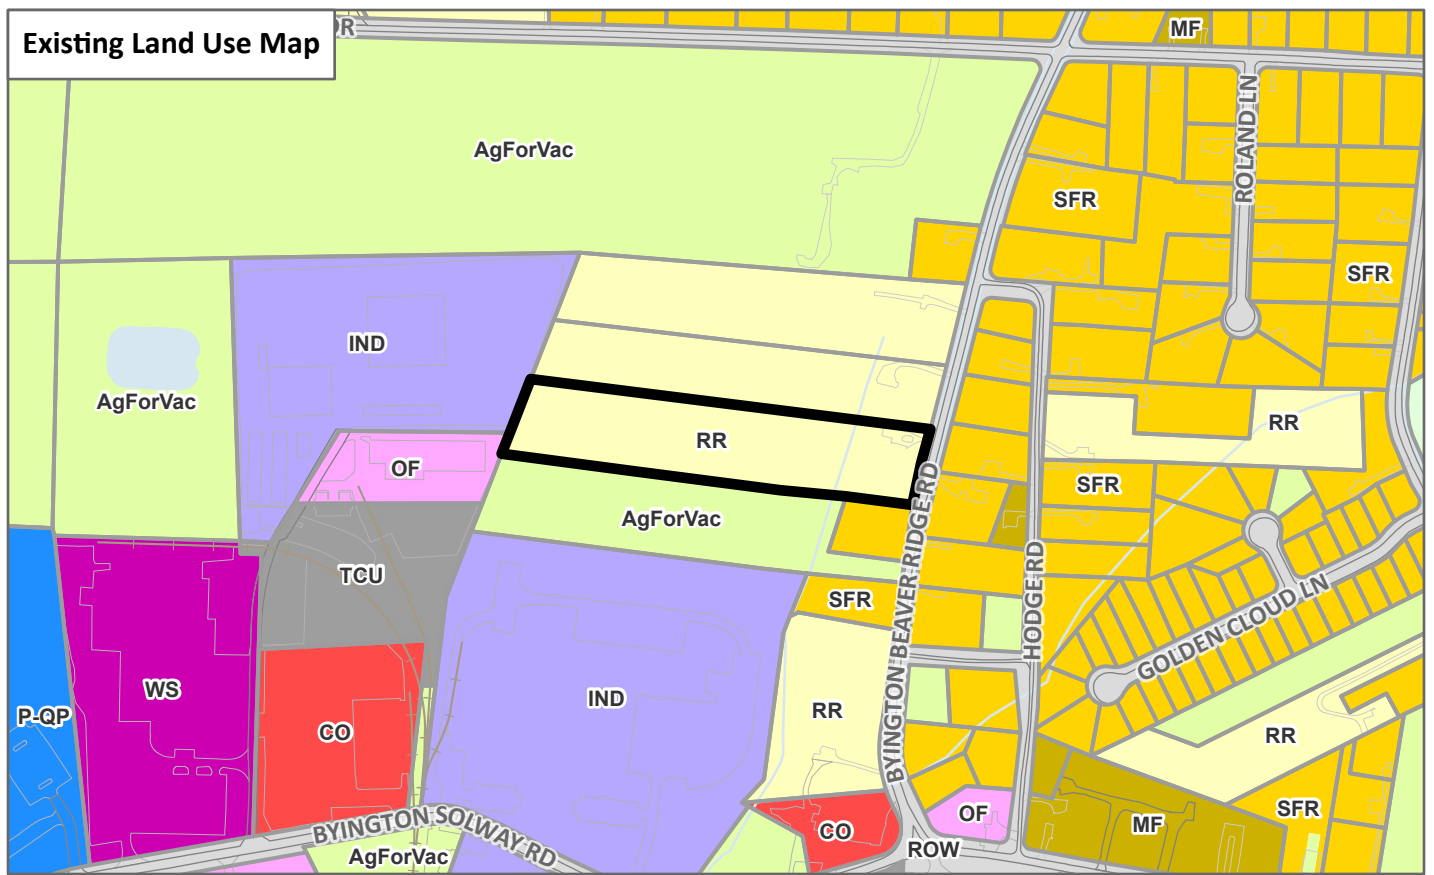 Existing Land Use Map
DR
MF
AgForVac
ROLAND LN
SFR
SFR
IND
AgForVac
RR
RR
OF
SFR
AgForVac
BYINGTON BEAVER RIDGE RD
TCU
HODGE RD
SFR
GOLDEN CLOUD LN
WS
IND
P-QP
RR
CO
RR
SFR
OF
MF
CO
BYINGTON SOLWAY RD
AgForVac
ROW